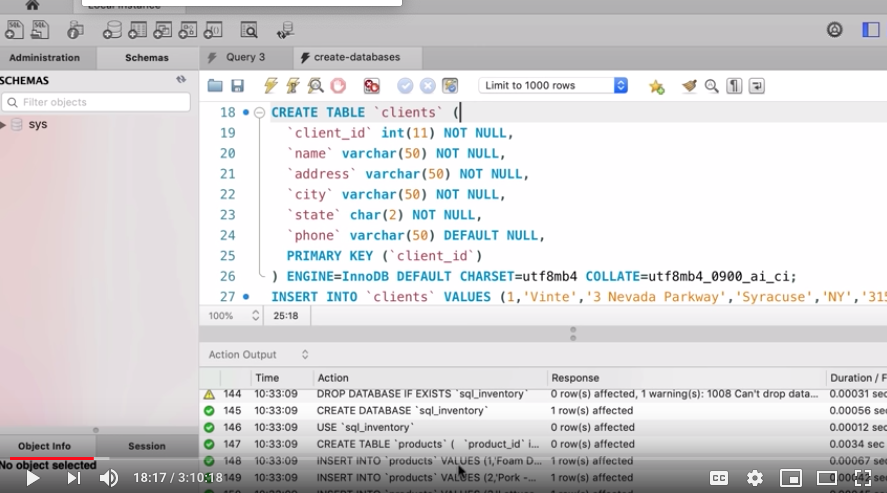 Local instance
Administration
Schemas
Query 3
create-databases
SCHEMAS
Filter objects
sys
Limit to 1000 rows
18 CREATE TABLE `clients` (
19 `client_id` int(11) NOT NULL,
20 `name` varchar(50) NOT NULL,
21 `address` varchar(50) NOT NULL,
22 `city` varchar(50) NOT NULL,
23 `state` char(2) NOT NULL,
24 `phone` varchar(50) DEFAULT NULL,
25 PRIMARY KEY (`client_id`)
26 ) ENGINE=InnoDB DEFAULT CHARSET=utf8mb4 COLLATE=utf8mb4_0900_ai_ci;
27 INSERT INTO `clients` VALUES (1,'Vinte','3 Nevada Parkway','Syracuse','NY','315
100% 25:18
Action Output
Time Action Response Duration / F
144 10:33:09 DROP DATABASE IF EXISTS `sql_inventory` 0 row(s) affected, 1 warning(s): 1008 Can't drop data... 0.00031 sec
145 10:33:09 CREATE DATABASE `sql_inventory` 1 row(s) affected 0.00056 sec
146 10:33:09 USE `sql_inventory` 0 row(s) affected 0.00012 sec
147 10:33:09 CREATE TABLE `products` ( `product_id` i... 0 row(s) affected 0.0034 sec
148 10:33:09 INSERT INTO `products` VALUES (1,'Foam D... 1 row(s) affected 0.00067 sec
149 10:33:09 INSERT INTO `products` VALUES (2,'Pork -... 1 row(s) affected
Object Info
Session
No object selected
18:17 / 3:10:18
CC